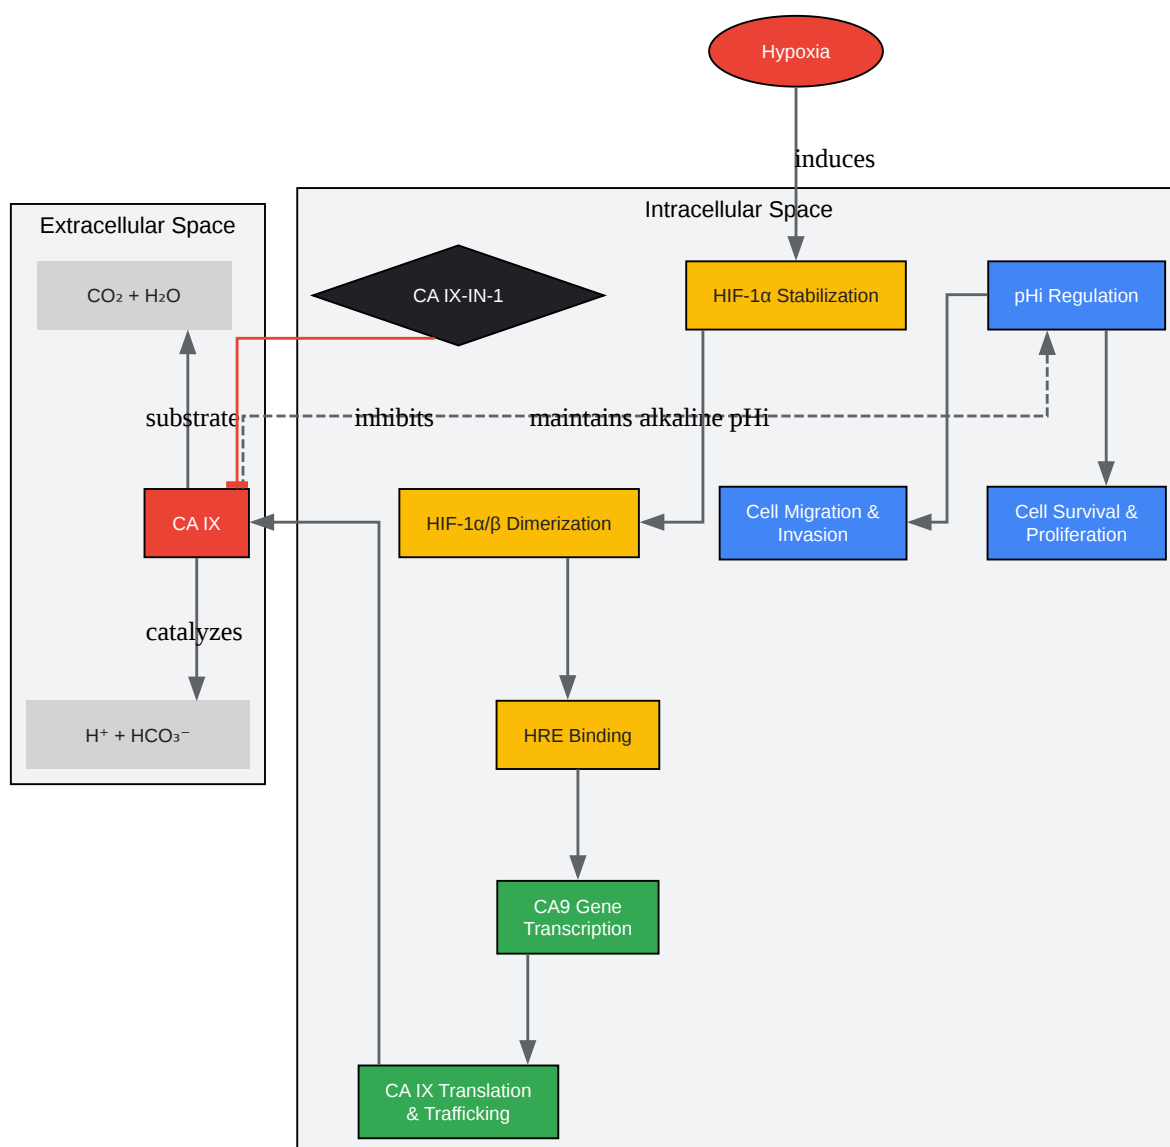 Hypoxia
induces
Extracellular Space
Intracellular Space
CO₂ + H₂O
CA IX-IN-1
HIF-1α Stabilization
pHi Regulation
substrate
inhibits
maintains alkaline pHi
CA IX
HIF-1α/β Dimerization
Cell Migration &
Invasion
Cell Survival &
Proliferation
catalyzes
H⁺ + HCO₃⁻
HRE Binding
CA9 Gene
Transcription
CA IX Translation
& Trafficking